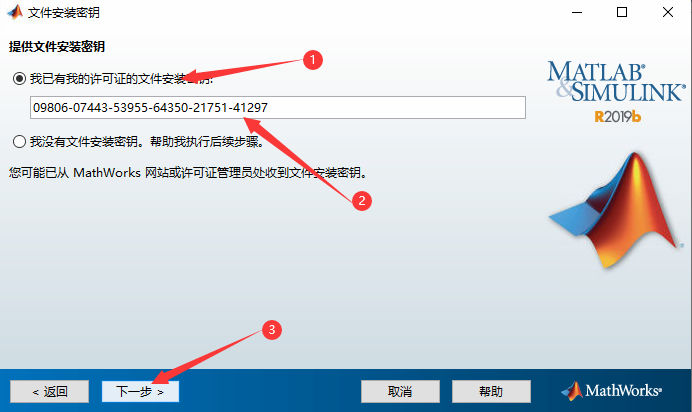 文件安装密钥
提供文件安装密钥
我已有我的许可证的文件安装密钥:
1
09806-07443-53955-64350-21751-41297
MATLAB®
&SIMULINK®
R2019b
我没有文件安装密钥。帮助我执行后续步骤。
您可能已从 MathWorks 网站或许可证管理员处收到文件安装密钥。
2
3
< 返回
下一步 >
取消
帮助
MathWorks®